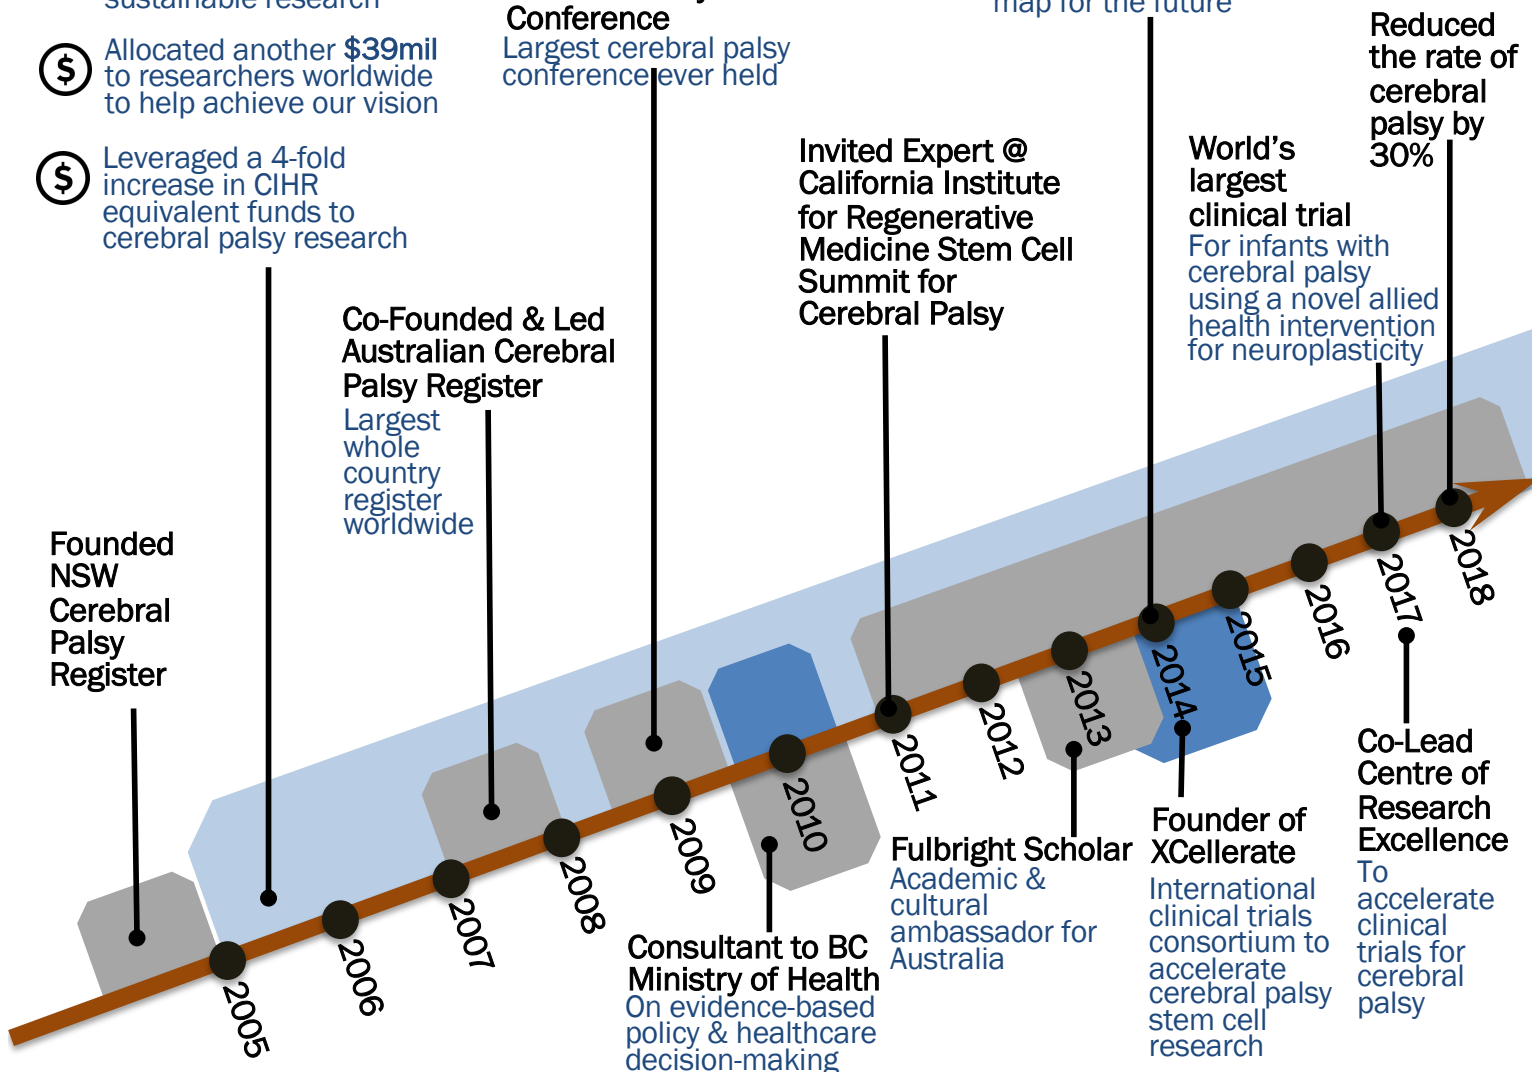 sustainable research
$ Allocated another $39mil
to researchers worldwide
to help achieve our vision
$ Leveraged a 4-fold
increase in CIHR
equivalent funds to
cerebral palsy research
Conference
Largest cerebral palsy
conference ever held
map for the future
Reduced
the rate of
cerebral
palsy by
30%
Invited Expert @
California Institute
for Regenerative
Medicine Stem Cell
Summit for
Cerebral Palsy
World's
largest
clinical trial
For infants with
cerebral palsy
using a novel allied
health intervention
for neuroplasticity
Co-Founded & Led
Australian Cerebral
Palsy Register
Largest
whole
country
register
worldwide
Founded
NSW
Cerebral
Palsy
Register
2005
2006
2007
2008
2009
2010
2011
2012
2013
2014
2015
2016
2017
2018
Consultant to BC
Ministry of Health
On evidence-based
policy & healthcare
decision-making
Fulbright Scholar
Academic &
cultural
ambassador for
Australia
Founder of
XCellerate
International
clinical trials
consortium to
accelerate
cerebral palsy
stem cell
research
Co-Lead
Centre of
Research
Excellence
To
accelerate
clinical
trials for
cerebral
palsy